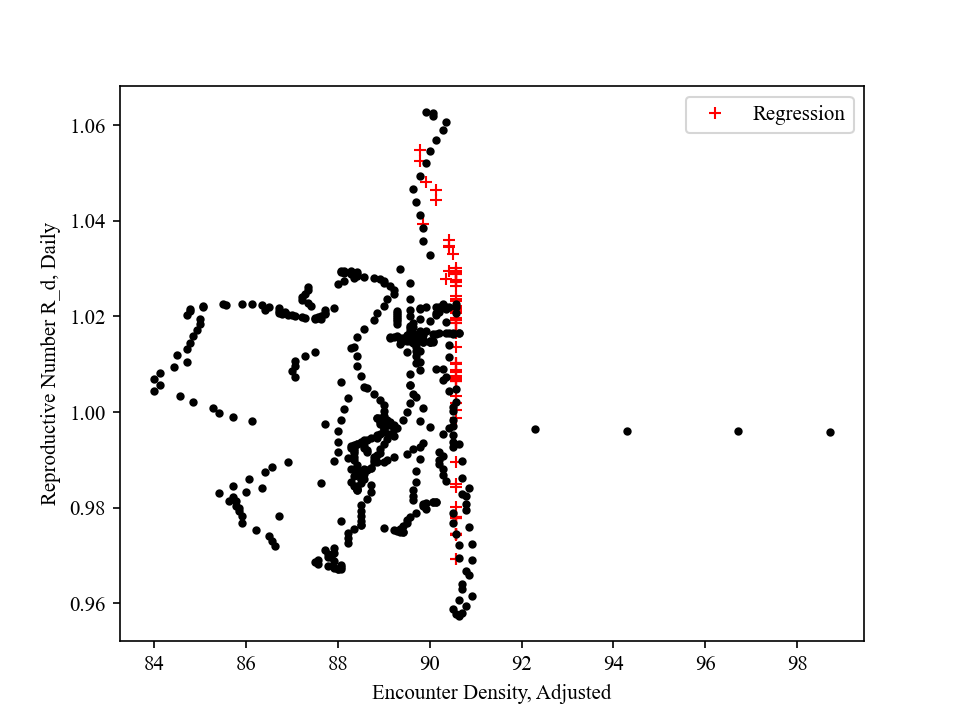 Regression
1.06
1.04
1.02
1.00
0.98
0.96
Reproductive Number R_d, Daily
84 86 88 90 92 94 96 98
Encounter Density, Adjusted